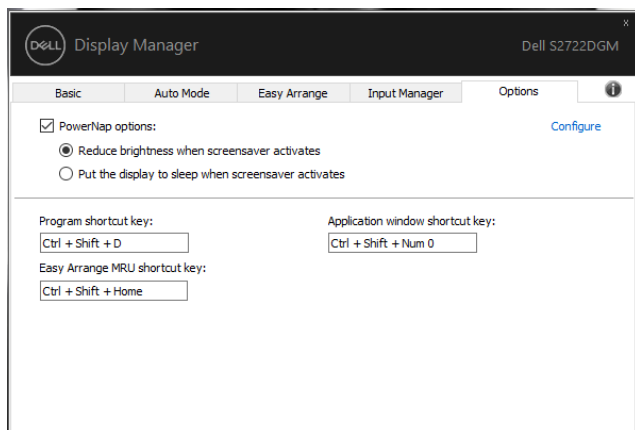 x
DELL Display Manager Dell S2722DGM
Basic Auto Mode Easy Arrange Input Manager Options i
PowerNap options: Configure
Reduce brightness when screensaver activates
Put the display to sleep when screensaver activates
Program shortcut key: Application window shortcut key:
Ctrl + Shift + D Ctrl + Shift + Num 0
Easy Arrange MRU shortcut key:
Ctrl + Shift + Home